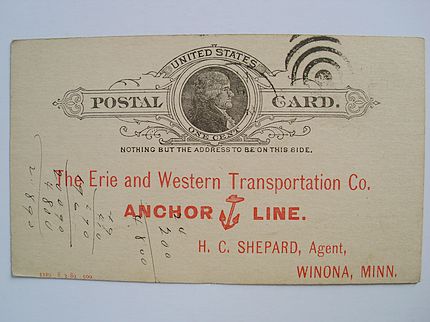 UNITED STATES
POSTAL CARD.
ONE CENT
NOTHING BUT THE ADDRESS TO BE ON THIS SIDE.
The Erie and Western Transportation Co.
ANCHOR LINE.
H. C. SHEPARD, Agent,
WINONA, MINN.